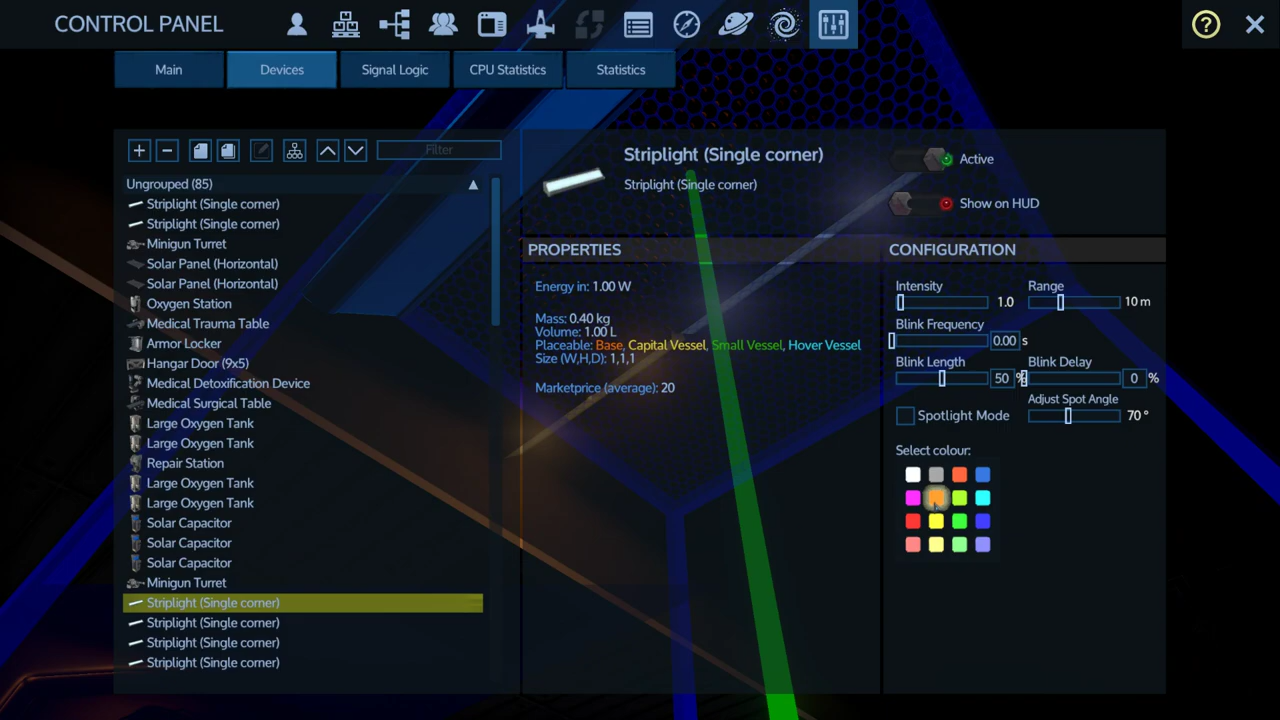 CONTROL PANEL
?
Main
Devices
Signal Logic
CPU Statistics
Statistics
Filter
Ungrouped (85)
Striplight (Single corner)
Striplight (Single corner)
Minigun Turret
Solar Panel (Horizontal)
Solar Panel (Horizontal)
Oxygen Station
Medical Trauma Table
Armor Locker
Hangar Door (9x5)
Medical Detoxification Device
Medical Surgical Table
Large Oxygen Tank
Large Oxygen Tank
Repair Station
Large Oxygen Tank
Large Oxygen Tank
Solar Capacitor
Solar Capacitor
Solar Capacitor
Minigun Turret
Striplight (Single corner)
Striplight (Single corner)
Striplight (Single corner)
Striplight (Single corner)
Striplight (Single corner)
Striplight (Single corner)
Active
Show on HUD
PROPERTIES
Energy in: 1.00 W
Mass: 0.40 kg
Volume: 1.00 L
Placeable: Base, Capital Vessel, Small Vessel, Hover Vessel
Size (W,H,D): 1,1,1
Marketprice (average): 20
CONFIGURATION
Intensity
1.0
Range
10 m
Blink Frequency
0.00 s
Blink Length
50 %
Blink Delay
0 %
Spotlight Mode
Adjust Spot Angle
70 °
Select colour: